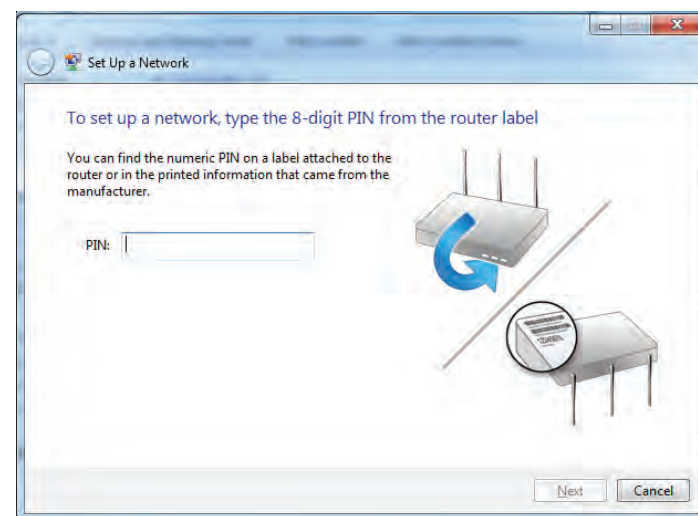 Set Up a Network
To set up a network, type the 8-digit PIN from the router label
You can find the numeric PIN on a label attached to the
router or in the printed information that came from the
manufacturer.
PIN:
Next
Cancel